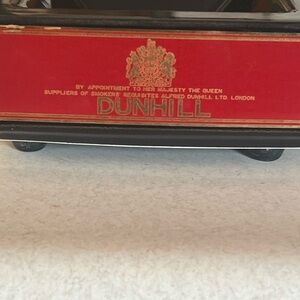 BY APPOINTMENT TO HER MAJESTY THE QUEEN
SUPPLIERS OF SMOKERS' REQUISITES ALFRED DUNHILL LTD. LONDON
DUNHILL